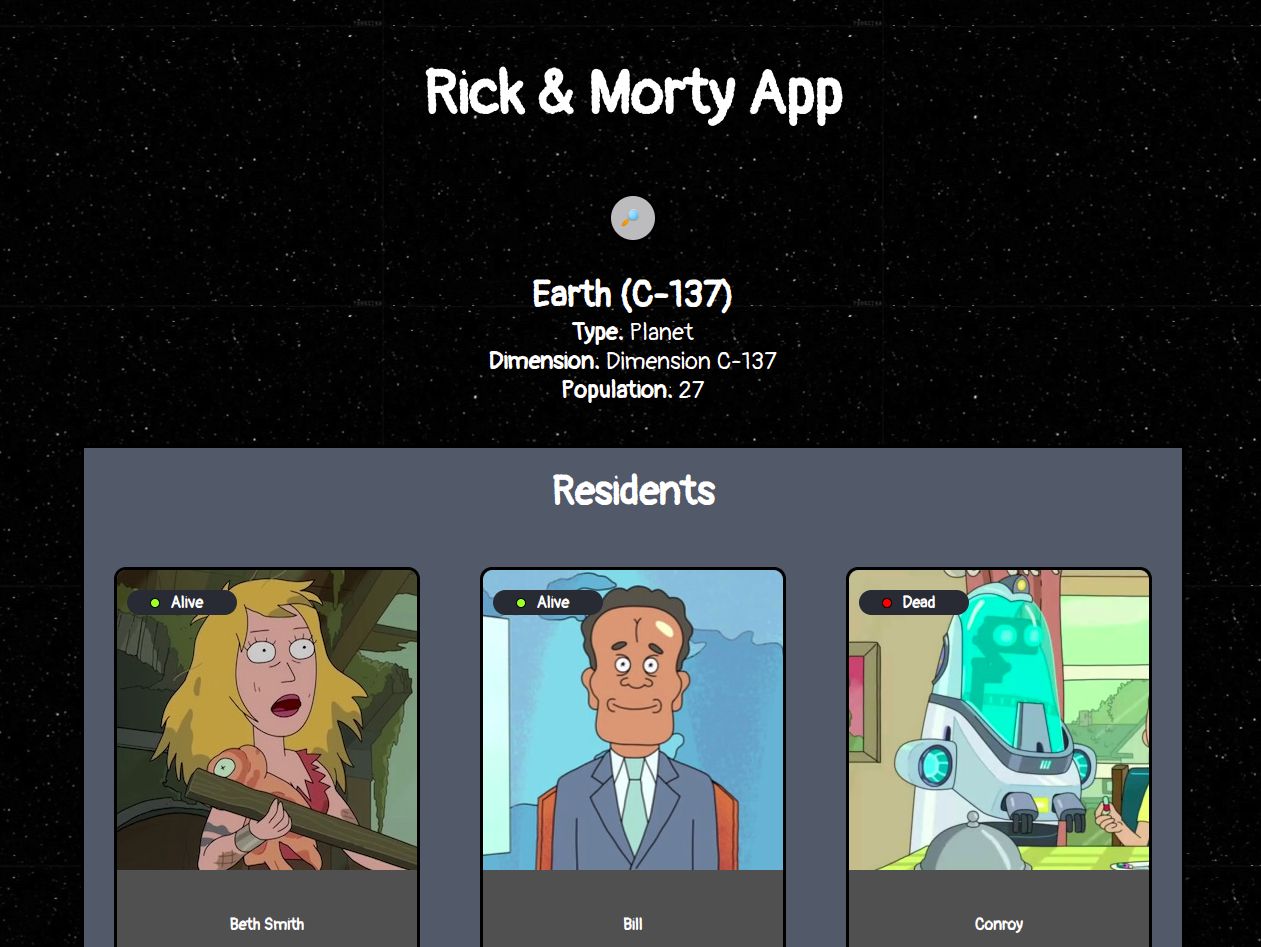 Rick & Morty App
Earth (C-137)
Type: Planet
Dimension: Dimension C-137
Population: 27
Residents
Alive
Alive
Dead
Beth Smith
Bill
Conroy